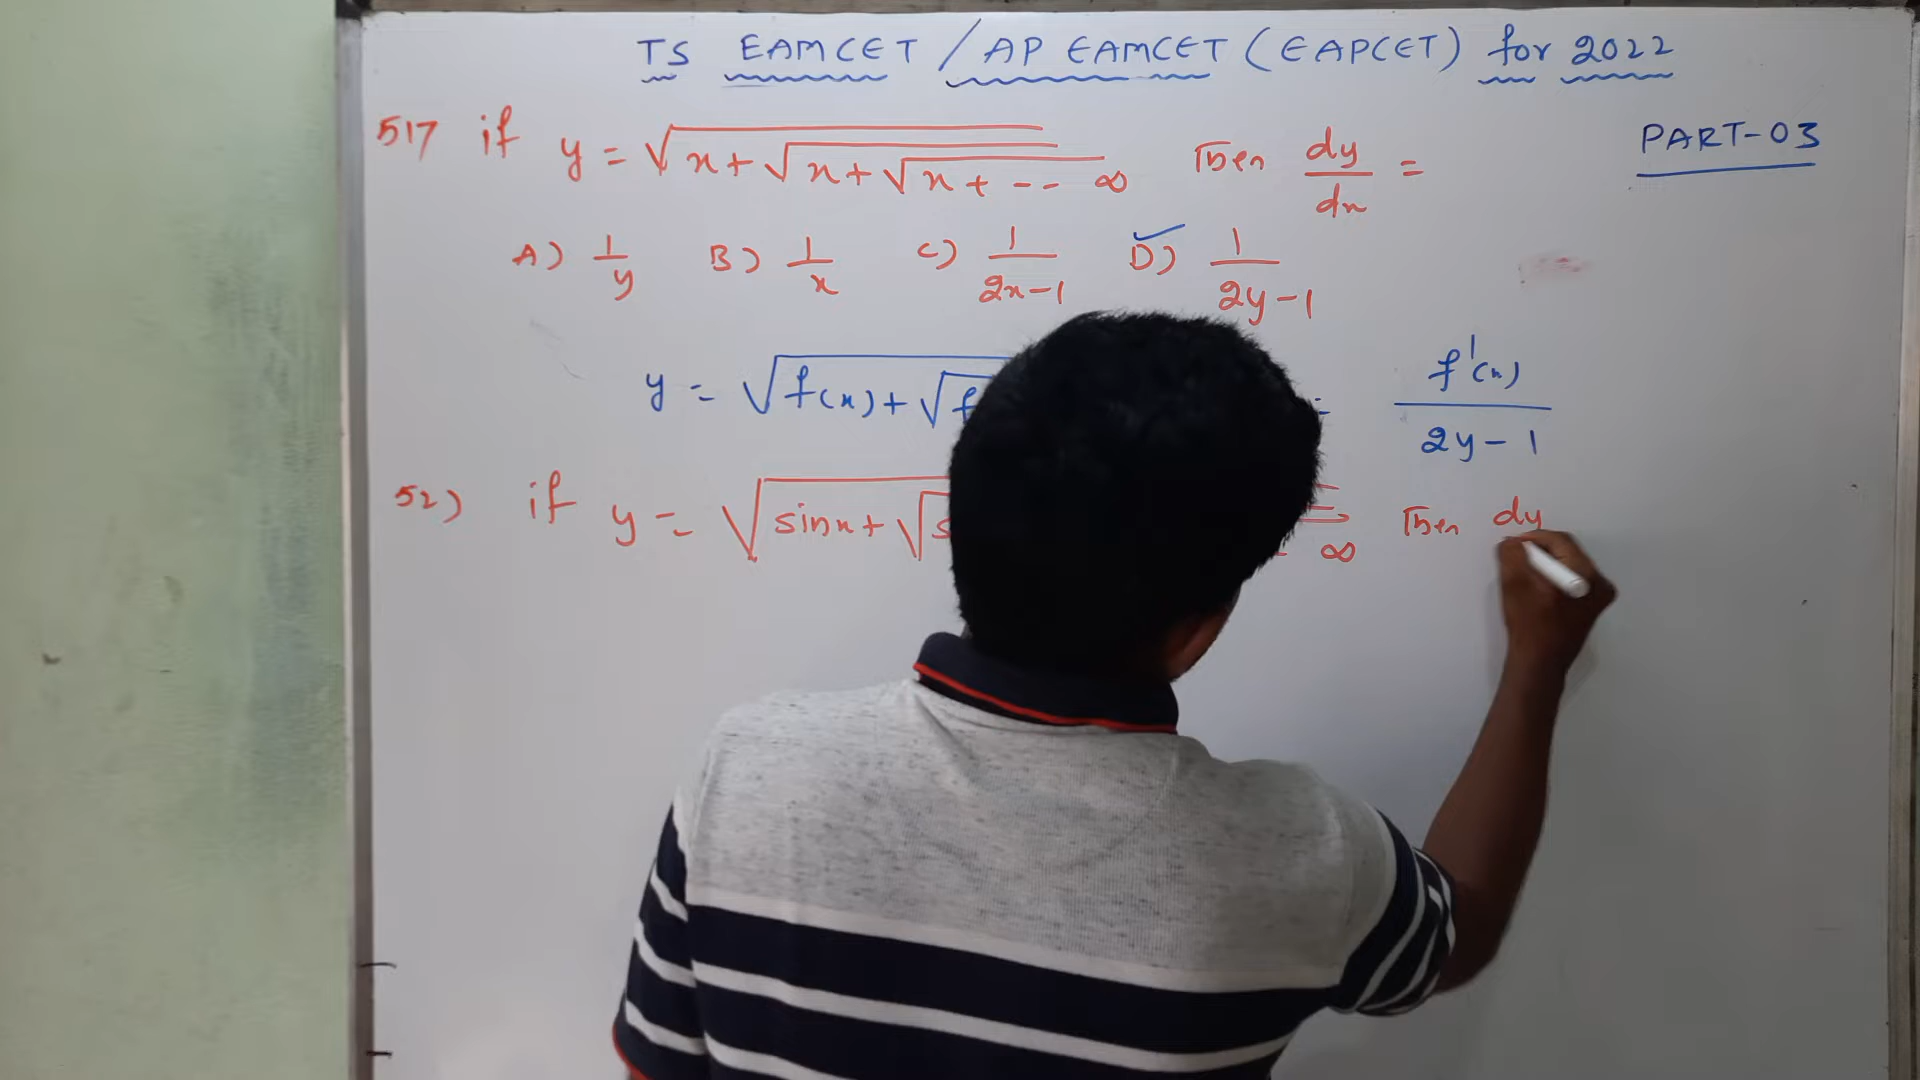 TS EAMCET / AP EAMCET (EAPCET) for 2022
PART-03
517 if y = √x + √x + √x + -- ∞ Then dy/dx =
A) 1/y B) 1/x C) 1/2x-1 D) 1/2y-1
y = √f(x) + √f = f'(x)/2y-1
52) if y = √sinx + √s ∞ Then dy